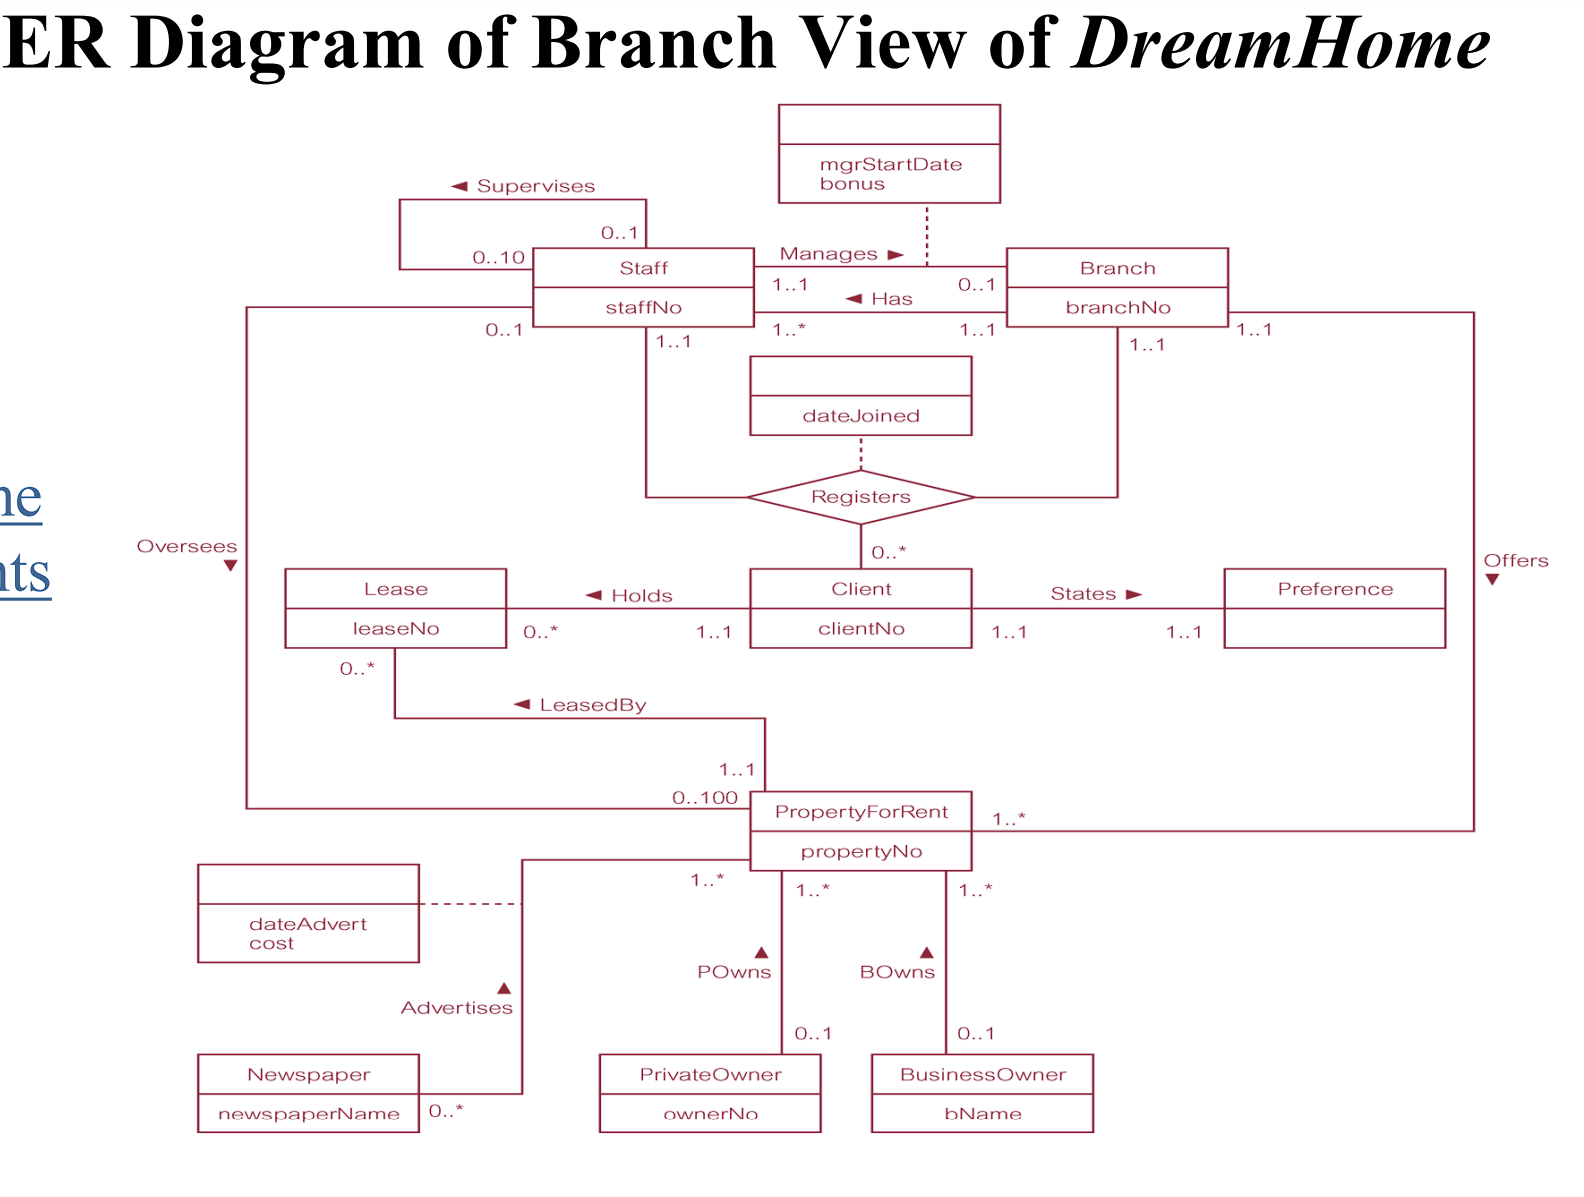 ER Diagram of Branch View of DreamHome
mgrStartDate
bonus
◄ Supervises
0..1
0..10
Staff
staffNo
Manages ►
1..1
0..1
◄ Has
1..*
1..1
Branch
branchNo
0..1
1..1
1..1
1..1
dateJoined
Registers
0..*
ne
nts
Oversees
▼
Offers
▼
Lease
leaseNo
◄ Holds
0..*
1..1
Client
clientNo
States ►
1..1
1..1
Preference
0..*
◄ LeasedBy
1..1
0..100
PropertyForRent
propertyNo
1..*
1..*
1..*
1..*
dateAdvert
cost
▲
POwns
▲
BOwns
▲
Advertises
0..1
0..1
Newspaper
newspaperName
0..*
PrivateOwner
ownerNo
BusinessOwner
bName